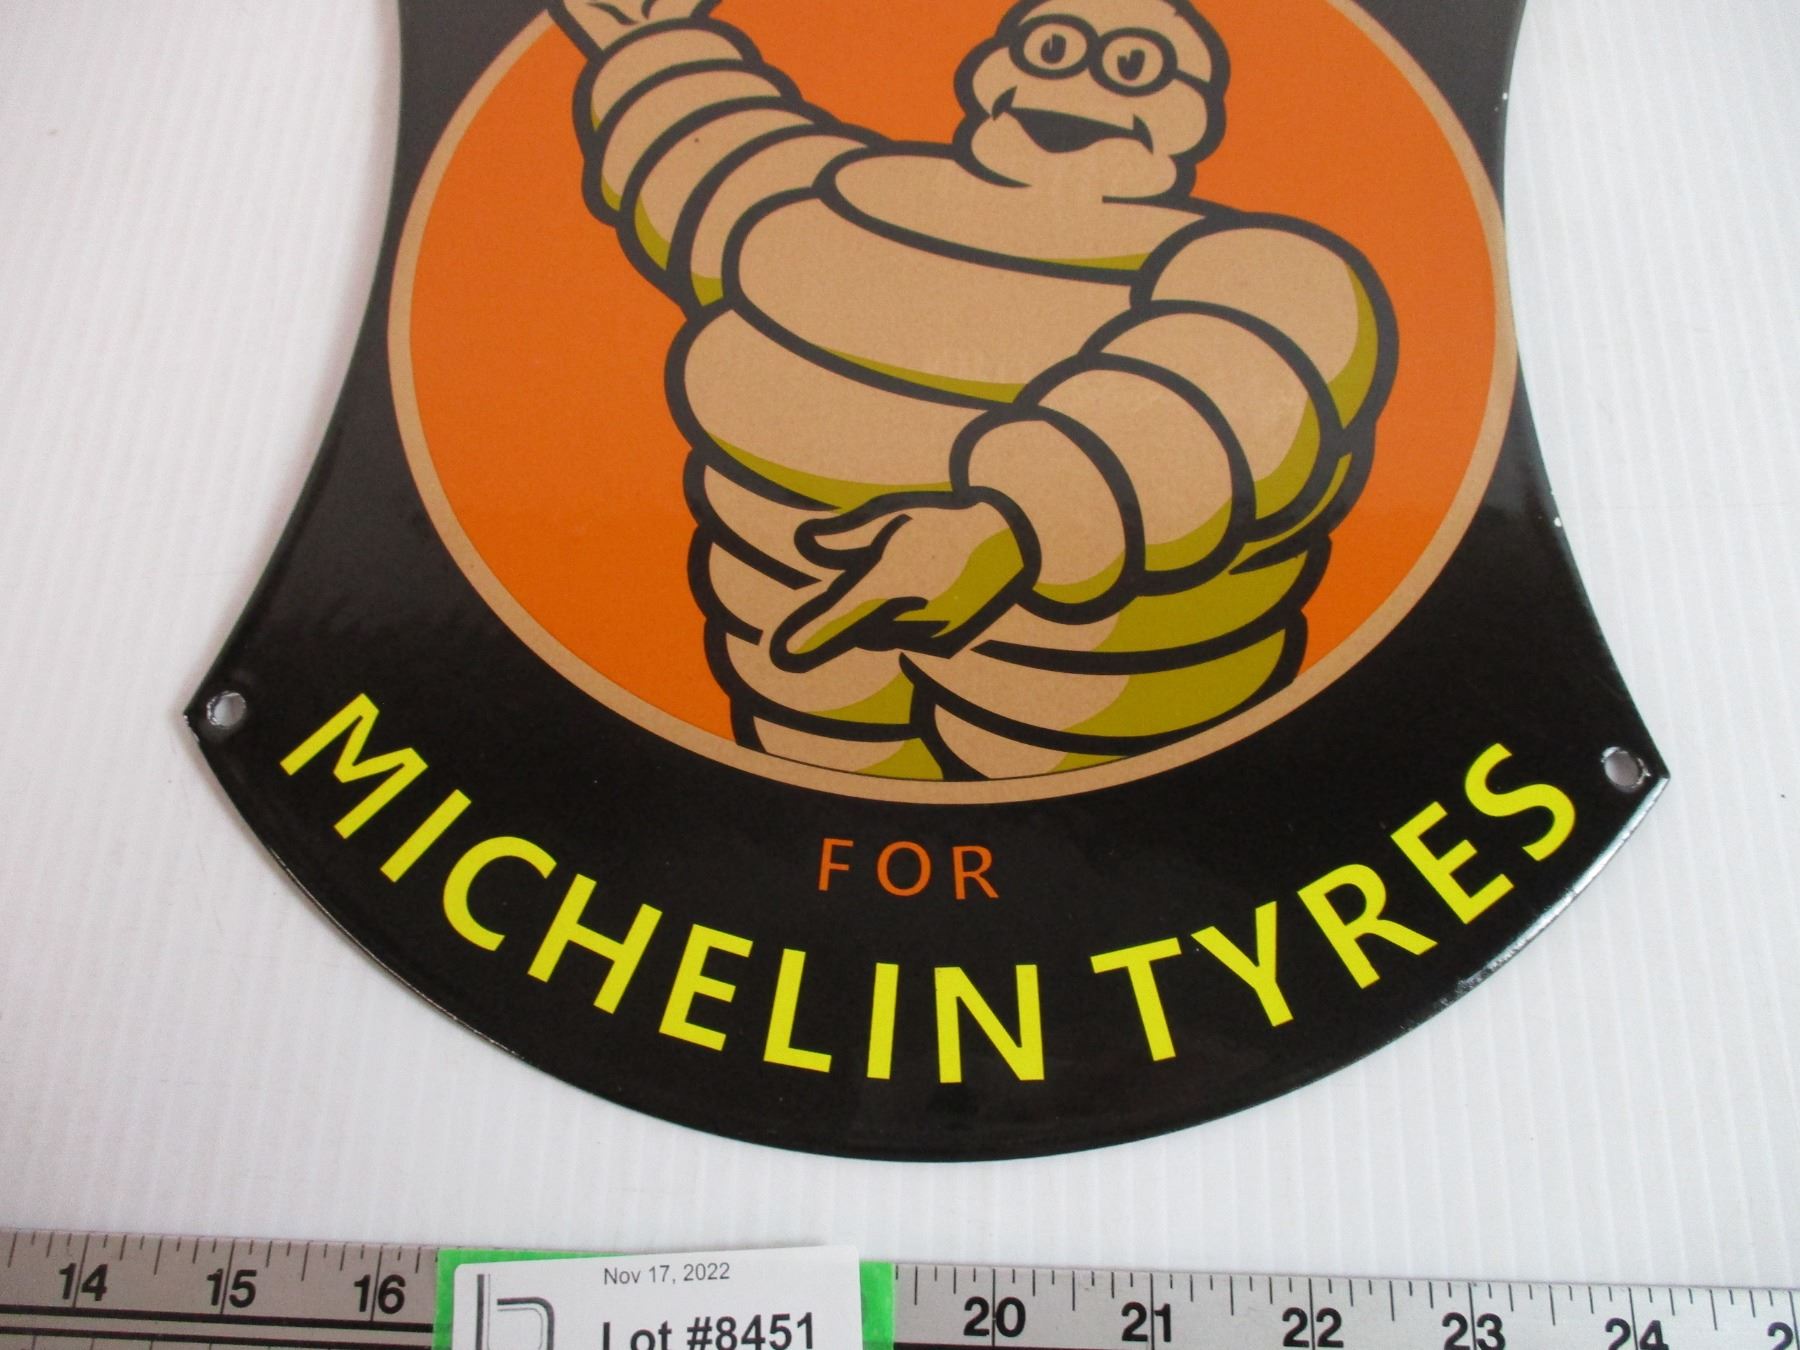 FOR
MICHELIN TYRES
14 15 16 20 21 22 23 24
Nov 17, 2022
Lot #8451